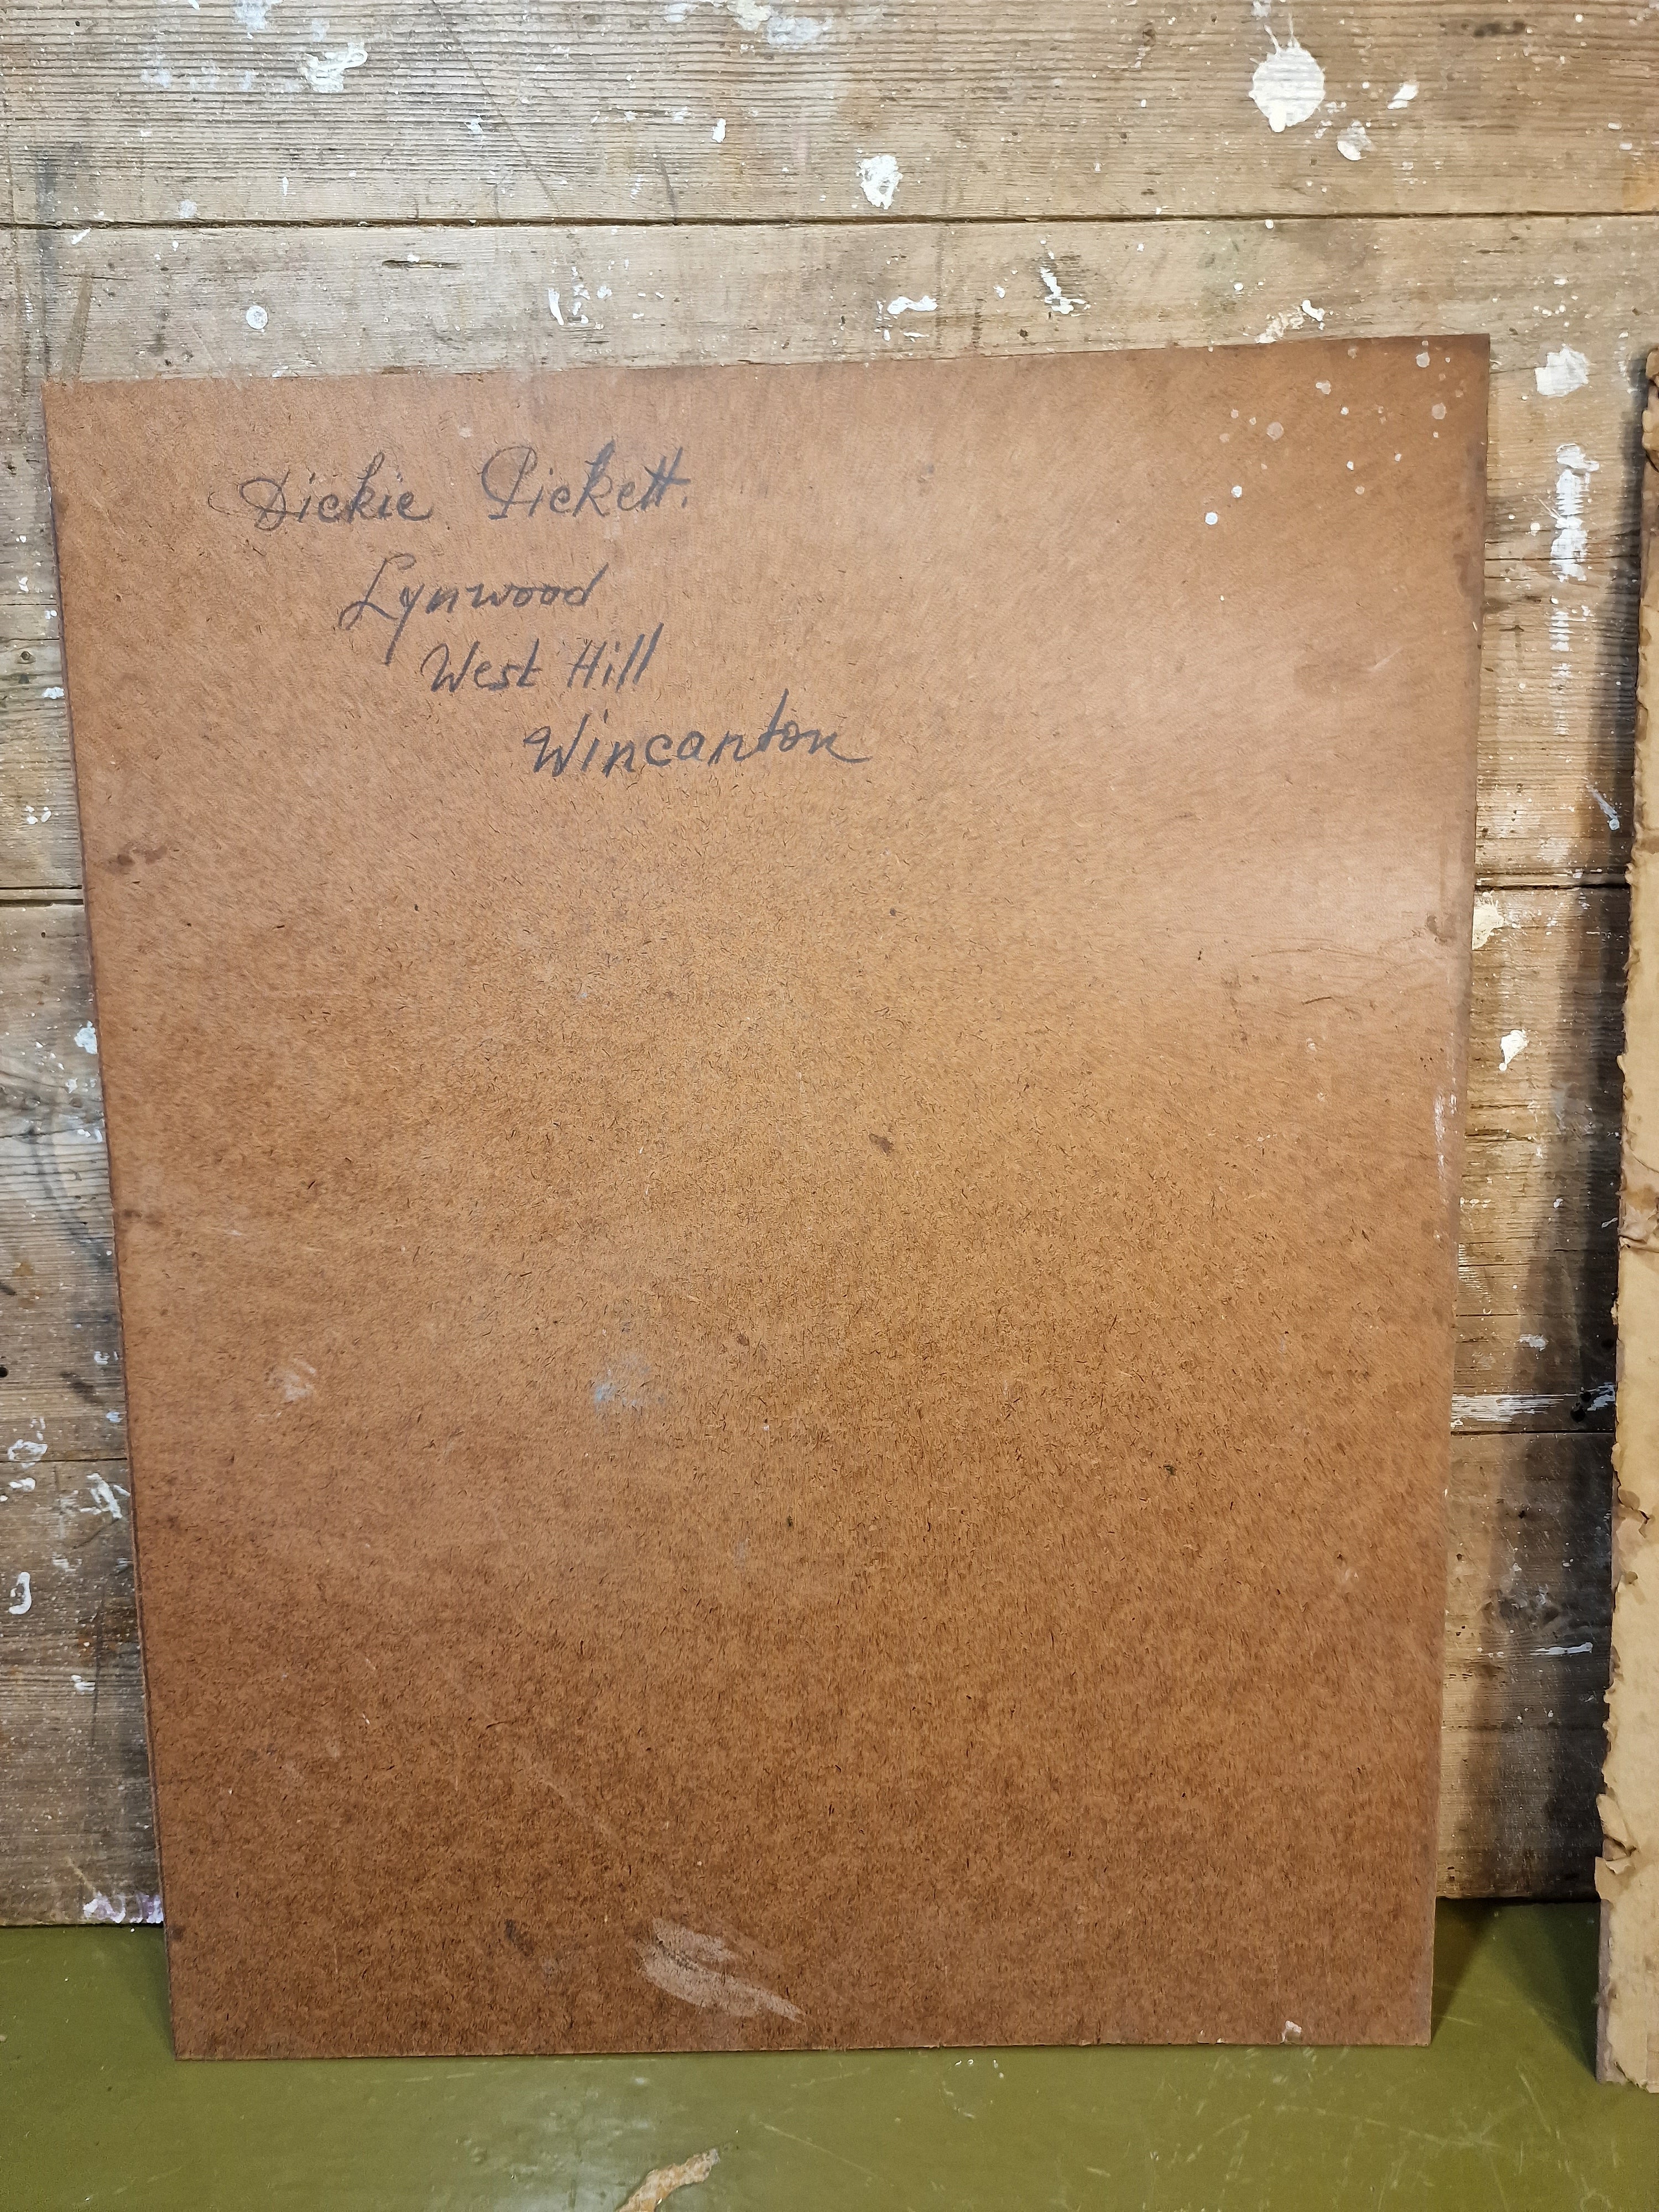 Dickie Pickett.
Lynwood
West Hill
Wincanton